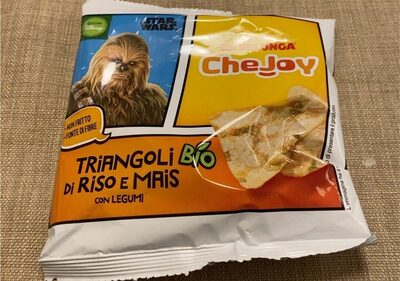 STAR WARS
CheJoy
NON FRITTO
FONTE DI FIBRE
TRIANGOLI BIO
DI RISO E MAIS
CON LEGUMI